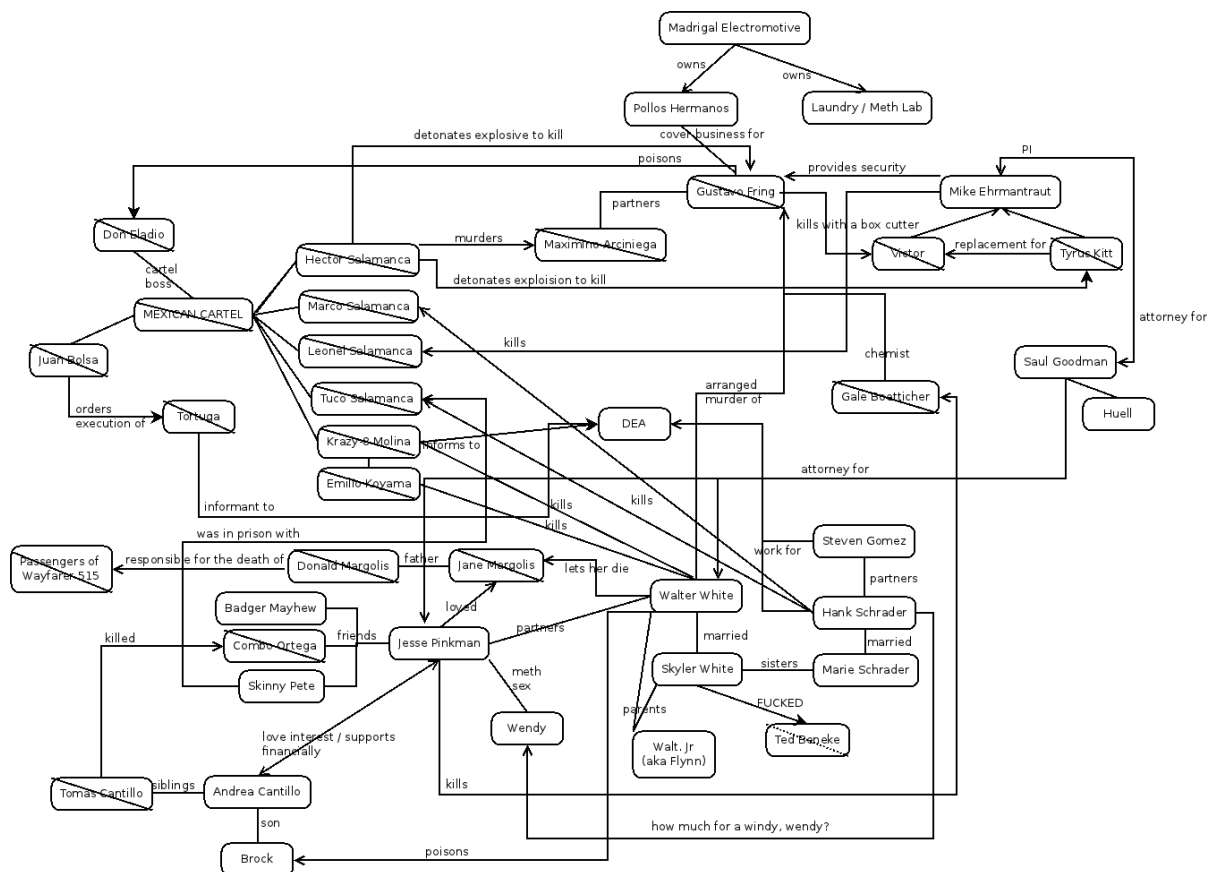 Madrigal Electromotive
owns
owns
Pollos Hermanos
Laundry / Meth Lab
detonates explosive to kill
cover business for
PI
poisons
provides security
Gustavo Fring
Mike Ehrmantraut
partners
kills with a box cutter
Don Eladio
murders
Maximino Arciniega
Victor
replacement for
Tyrus Kitt
Hector Salamanca
cartel
boss
detonates exploision to kill
MEXICAN CARTEL
Marco Salamanca
attorney for
Juan Bolsa
Leonel Salamanca
kills
chemist
Saul Goodman
Tuco Salamanca
arranged
murder of
Gale Boetticher
orders
execution of
Tortuga
DEA
Huell
Krazy-8 Molina
informs to
attorney for
Emilio Koyama
informant to
kills
kills
kills
was in prison with
Steven Gomez
work for
Passengers of
Wayfarer 515
responsible for the death of
Donald Margolis
father
Jane Margolis
lets her die
partners
Walter White
Hank Schrader
Badger Mayhew
loved
killed
Combo Ortega
friends
Jesse Pinkman
partners
married
married
Skinny Pete
meth
sex
Skyler White
sisters
Marie Schrader
FUCKED
parents
Wendy
Ted Beneke
love interest / supports
financially
Walt. Jr
(aka Flynn)
Tomas Cantillo
siblings
Andrea Cantillo
kills
son
how much for a windy, wendy?
Brock
poisons